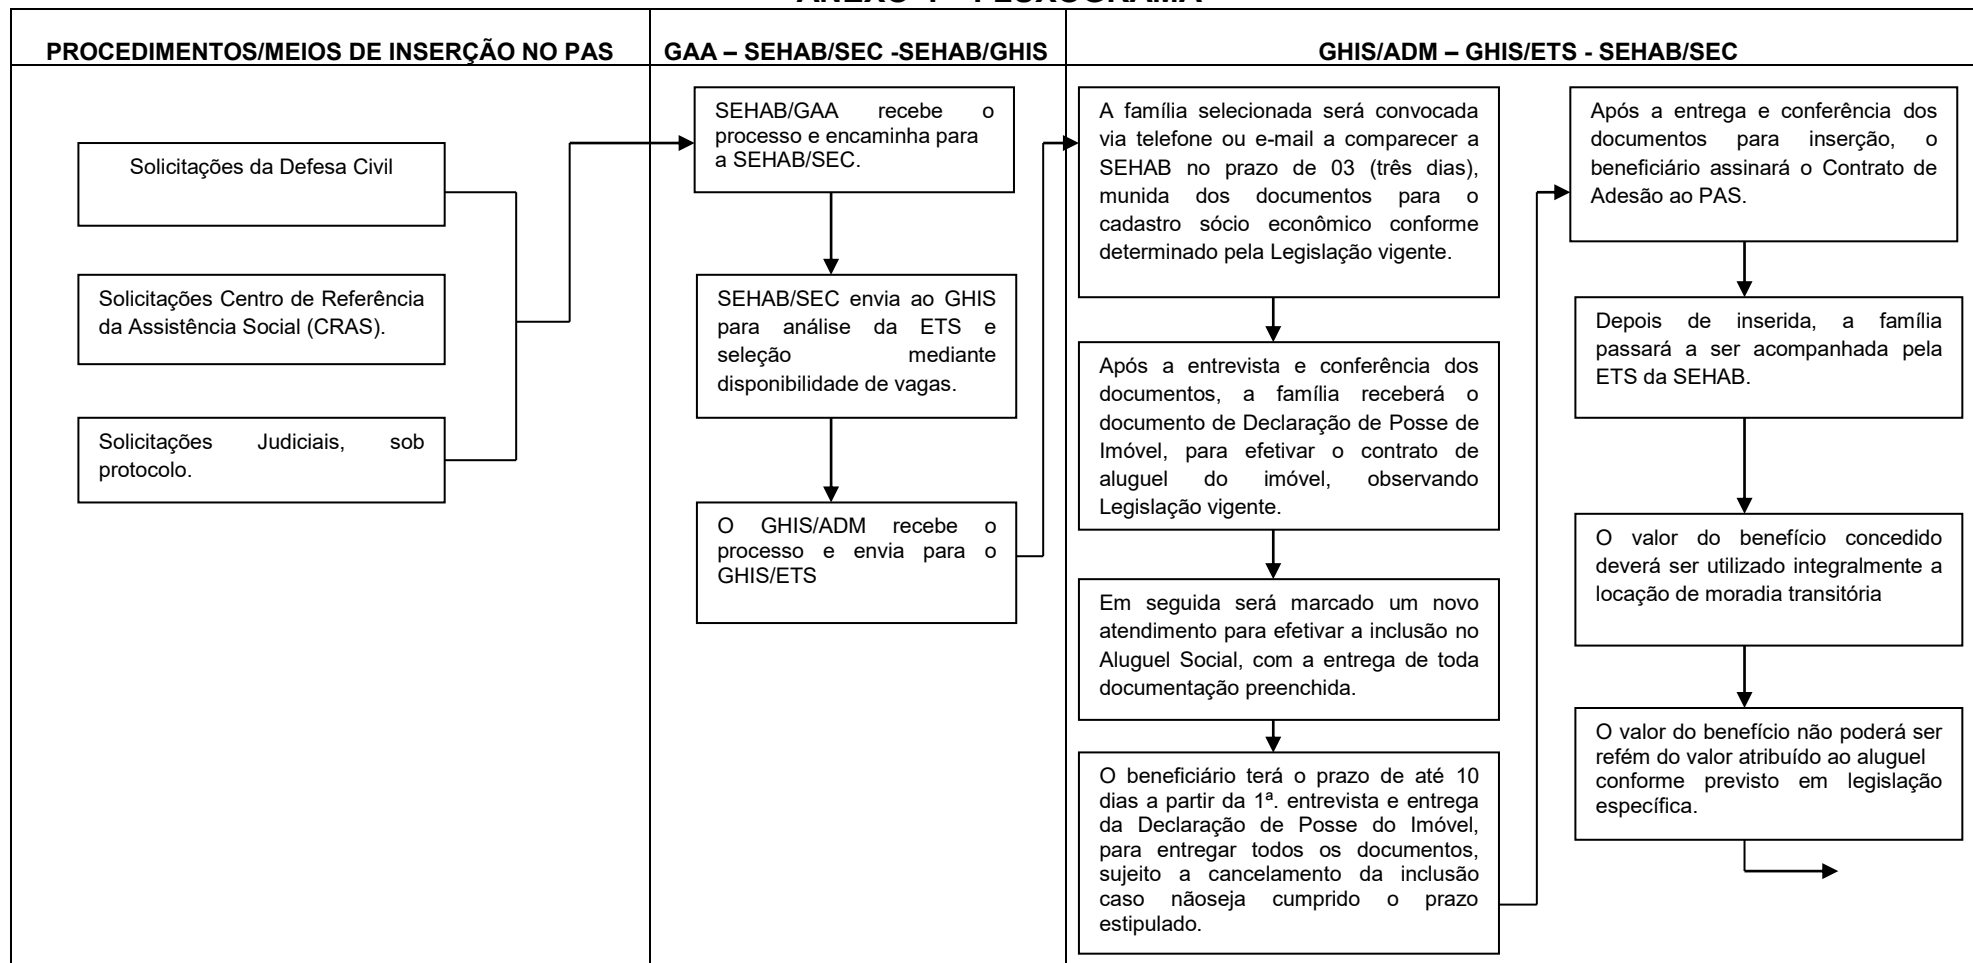 PROCEDIMENTOS/MEIOS DE INSERÇÃO NO PAS
GAA – SEHAB/SEC -SEHAB/GHIS
GHIS/ADM – GHIS/ETS - SEHAB/SEC
Solicitações da Defesa Civil
Solicitações Centro de Referência
da Assistência Social (CRAS).
Solicitações Judiciais, sob
protocolo.
SEHAB/GAA recebe o
processo e encaminha para
a SEHAB/SEC.
SEHAB/SEC envia ao GHIS
para análise da ETS e
seleção mediante
disponibilidade de vagas.
O GHIS/ADM recebe o
processo e envia para o
GHIS/ETS
A família selecionada será convocada
via telefone ou e-mail a comparecer a
SEHAB no prazo de 03 (três dias),
munida dos documentos para o
cadastro sócio econômico conforme
determinado pela Legislação vigente.
Após a entrevista e conferência dos
documentos, a família receberá o
documento de Declaração de Posse de
Imóvel, para efetivar o contrato de
aluguel do imóvel, observando
Legislação vigente.
Em seguida será marcado um novo
atendimento para efetivar a inclusão no
Aluguel Social, com a entrega de toda
documentação preenchida.
O beneficiário terá o prazo de até 10
dias a partir da 1ª. entrevista e entrega
da Declaração de Posse do Imóvel,
para entregar todos os documentos,
sujeito a cancelamento da inclusão
caso nãoseja cumprido o prazo
estipulado.
Após a entrega e conferência dos
documentos para inserção, o
beneficiário assinará o Contrato de
Adesão ao PAS.
Depois de inserida, a família
passará a ser acompanhada pela
ETS da SEHAB.
O valor do benefício concedido
deverá ser utilizado integralmente a
locação de moradia transitória
O valor do benefício não poderá ser
refém do valor atribuído ao aluguel
conforme previsto em legislação
específica.